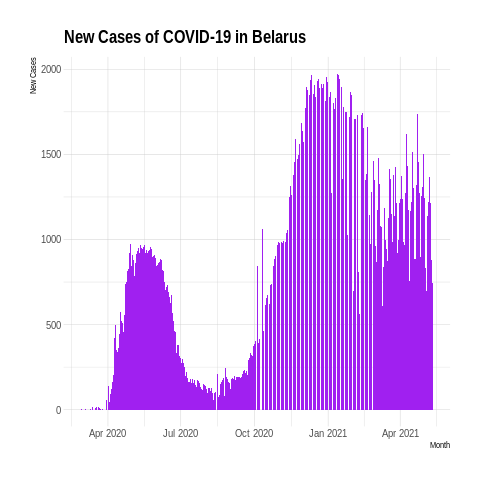 New Cases of COVID-19 in Belarus
New Cases
2000
1500
1000
500
0
Apr 2020 Jul 2020 Oct 2020 Jan 2021 Apr 2021
Month